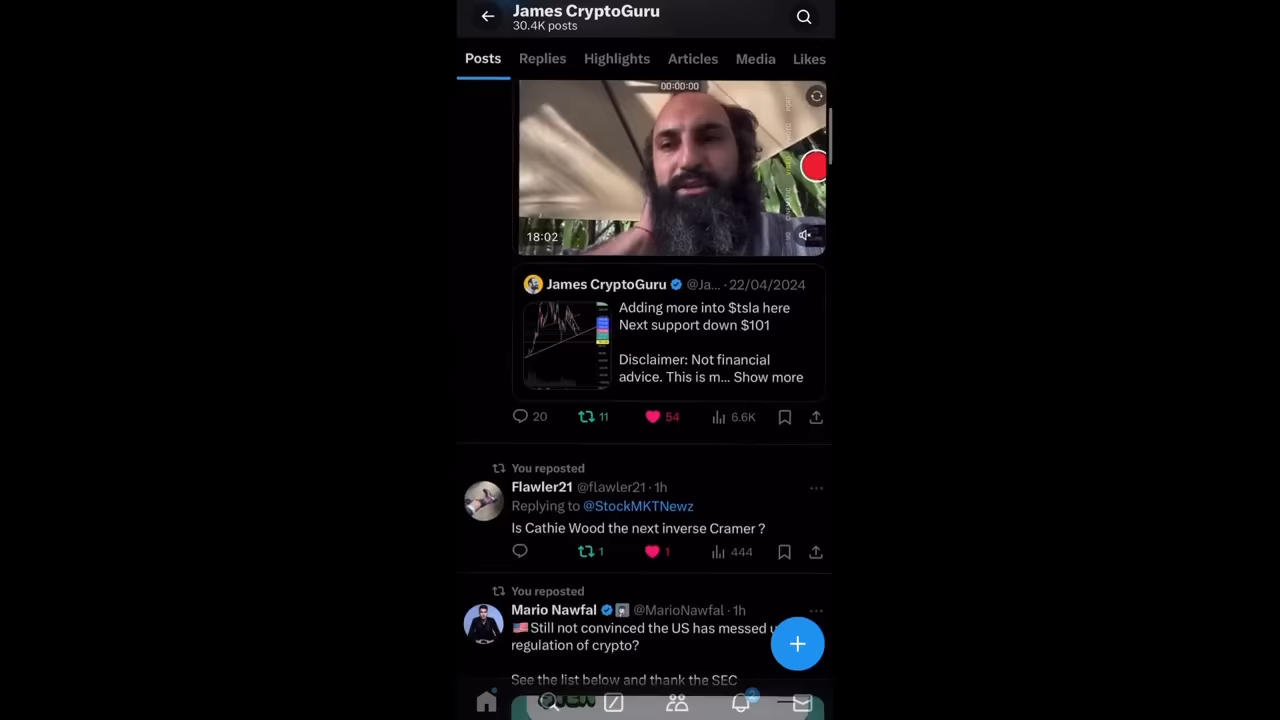 James CryptoGuru
30.4K posts
Posts Replies Highlights Articles Media Likes
00:00:00
18:02
James CryptoGuru @Ja... · 22/04/2024
Adding more into $tsla here
Next support down $101
Disclaimer: Not financial
advice. This is m... Show more
20 11 54 6.6K
You reposted
Flawler21 @flawler21 · 1h
Replying to @StockMKTNewz
Is Cathie Wood the next inverse Cramer ?
1 1 444
You reposted
Mario Nawfal @MarioNawfal · 1h
Still not convinced the US has messed
regulation of crypto?
See the list below and thank the SEC
2